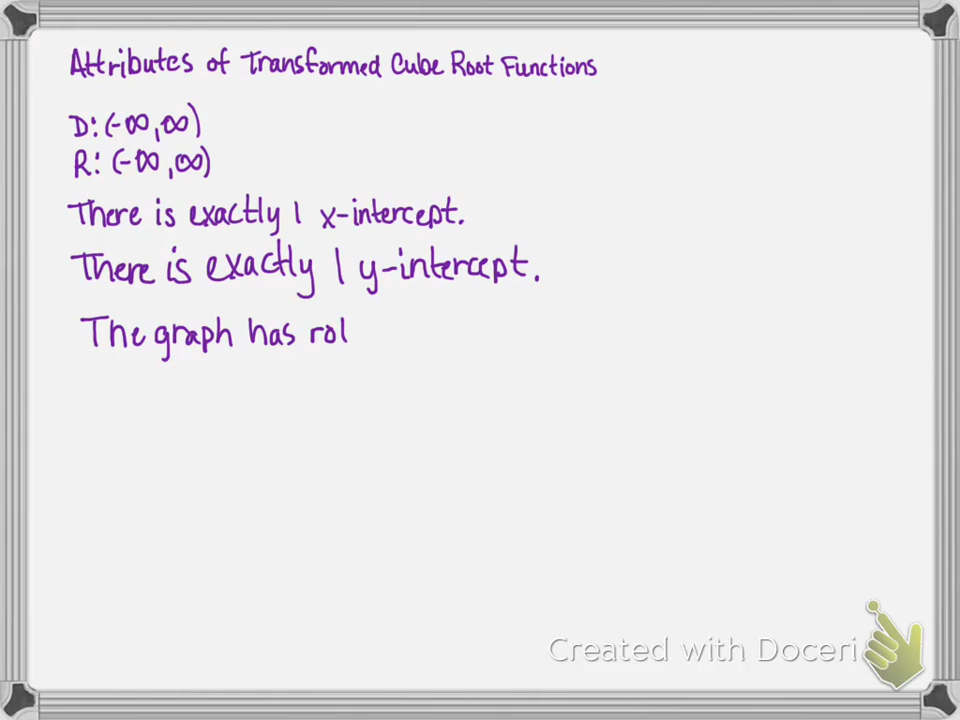 Attributes of Transformed Cube Root Functions
D: (-∞, ∞)
R: (-∞, ∞)
There is exactly 1 x-intercept.
There is exactly 1 y-intercept.
The graph has rol
Created with Doceri